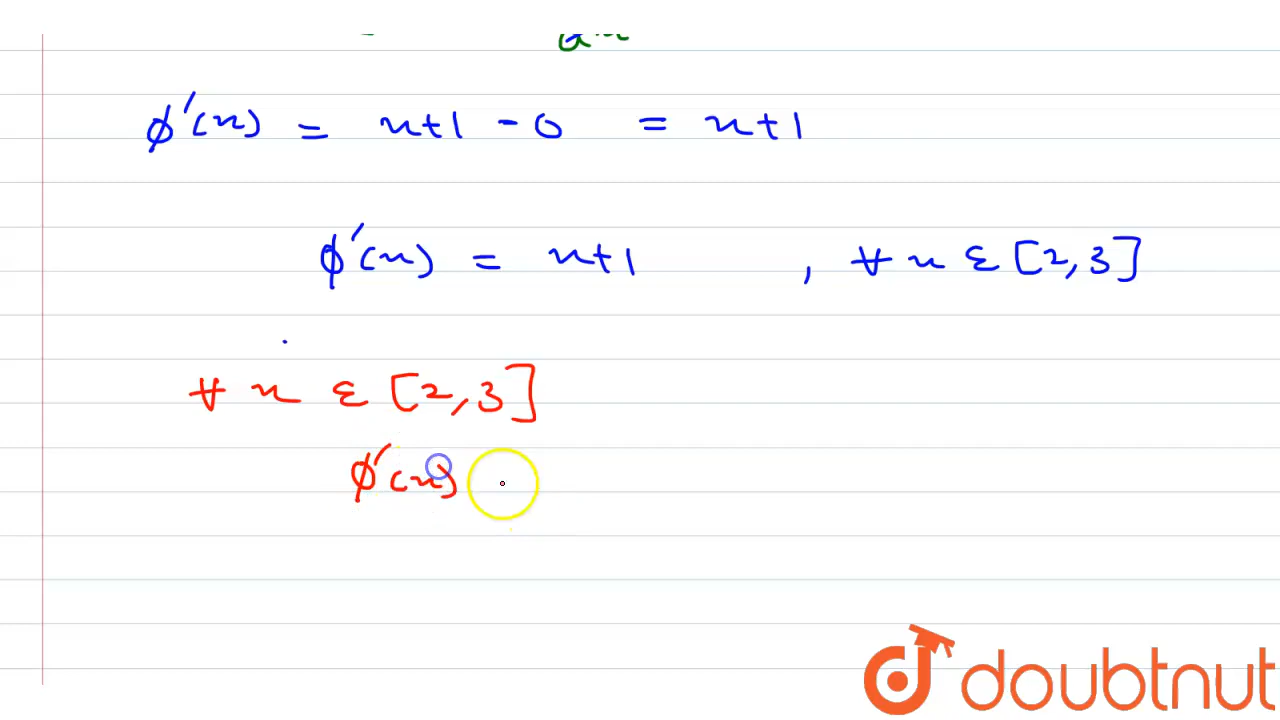 ϕ'(x) = x+1 - 0 = x+1
ϕ'(x) = x+1 , ∀ x ∈ [2,3]
∀ x ∈ [2,3]
ϕ'(x)
doubtnut